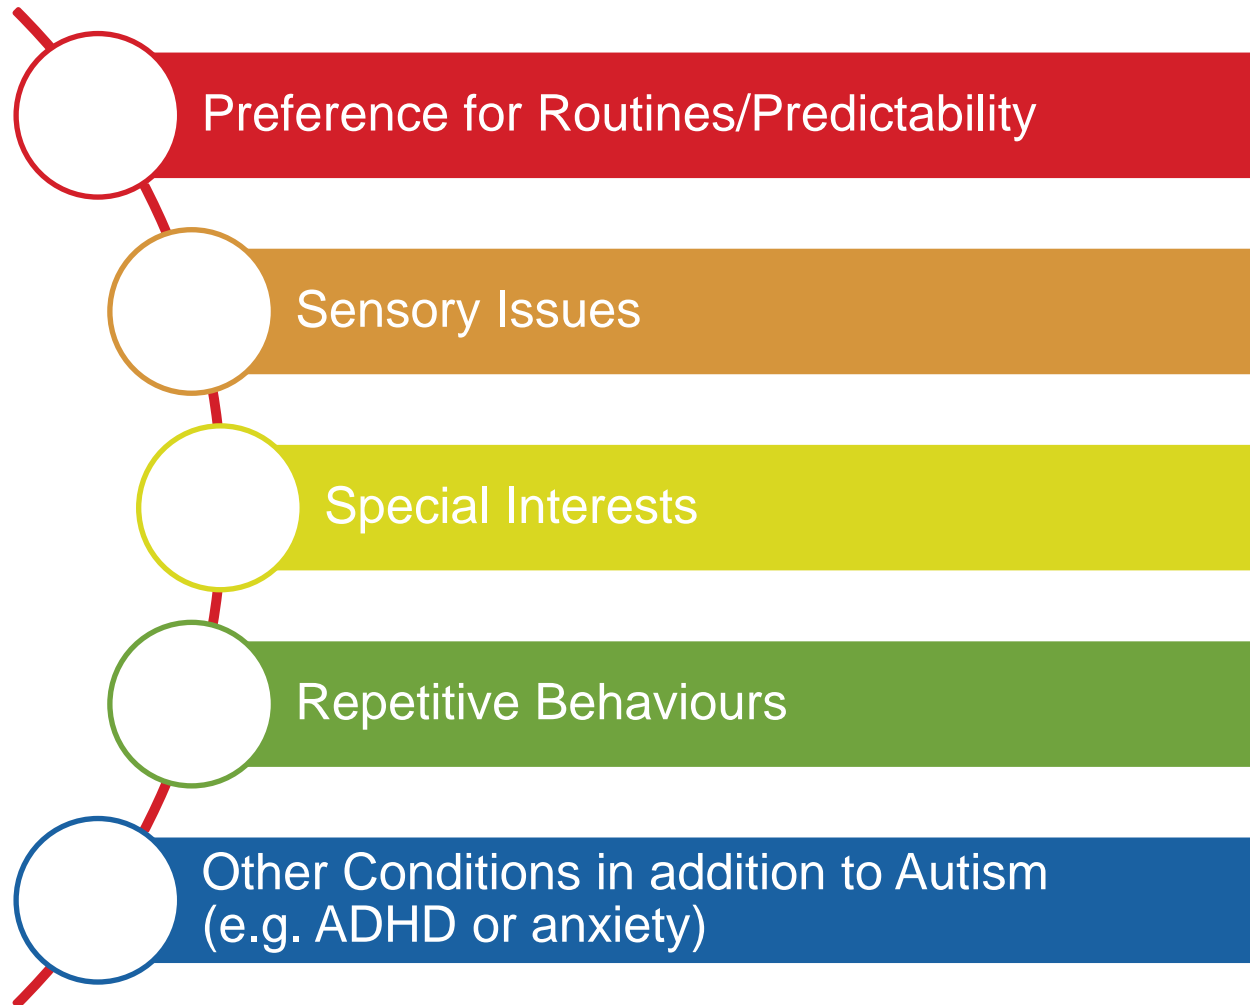 Preference for Routines/Predictability
Sensory Issues
Special Interests
Repetitive Behaviours
Other Conditions in addition to Autism
(e.g. ADHD or anxiety)